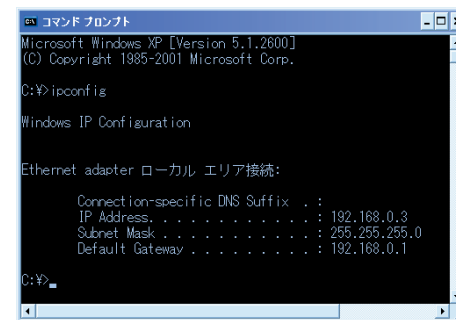 コマンド プロンプト
Microsoft Windows XP [Version 5.1.2600]
(C) Copyright 1985-2001 Microsoft Corp.
C:¥>ipconfig
Windows IP Configuration
Ethernet adapter ローカル エリア接続:
Connection-specific DNS Suffix . :
IP Address. . . . . . . . . . . . : 192.168.0.3
Subnet Mask . . . . . . . . . . . : 255.255.255.0
Default Gateway . . . . . . . . . : 192.168.0.1
C:¥>_